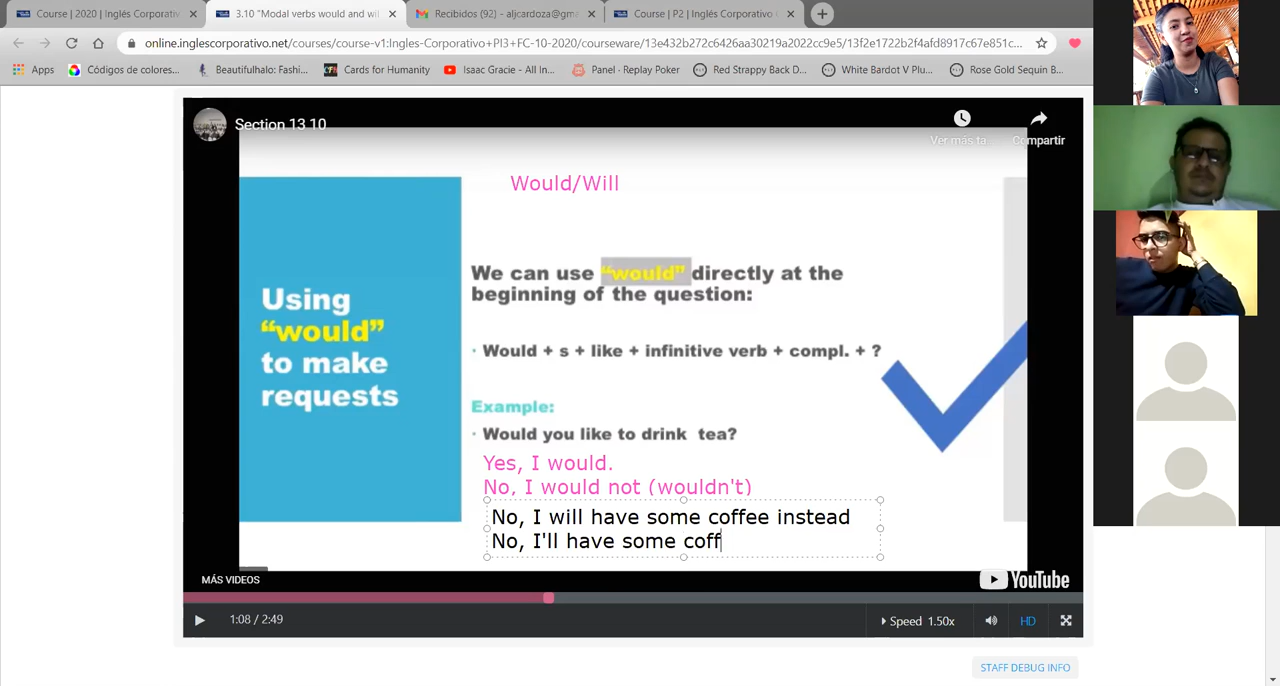 Course | 2020 | Inglés Corporativo
3.10 "Modal verbs would and wil
Recibidos (92) - aljcardoza@gma
Course | P2 | Inglés Corporativo
online.inglescorporativo.net/courses/course-v1:Ingles-Corporativo+PI3+FC-10-2020/courseware/13e432b272c6426aa30219a2022cc9e5/13f2e1722b2f4afd8917c67e851c...
Apps
Códigos de colores...
Beautifulhalo: Fashi...
Cards for Humanity
Isaac Gracie - All In...
Panel · Replay Poker
Red Strappy Back D...
White Bardot V Plu...
Rose Gold Sequin B...
Section 13 10
Ver más ta...
Compartir
Would/Will
Using
“would”
to make
requests
We can use “would” directly at the
beginning of the question:
· Would + s + like + infinitive verb + compl. + ?
Example:
· Would you like to drink tea?
Yes, I would.
No, I would not (wouldn't)
No, I will have some coffee instead
No, I'll have some coff
MÁS VIDEOS
YouTube
1:08 / 2:49
Speed 1.50x
HD
STAFF DEBUG INFO